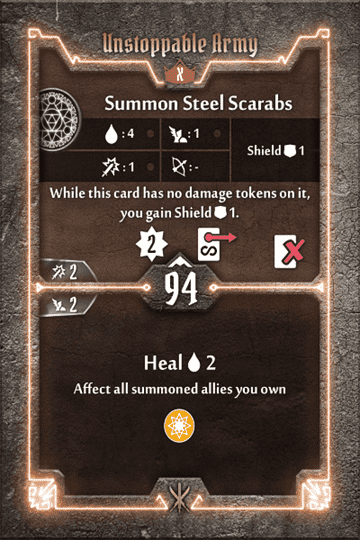 Unstoppable Army
X
Summon Steel Scarabs
:4 :1
Shield 1
:1 :-
While this card has no damage tokens on it,
you gain Shield 1.
2 S
2
94
2
Heal 2
Affect all summoned allies you own